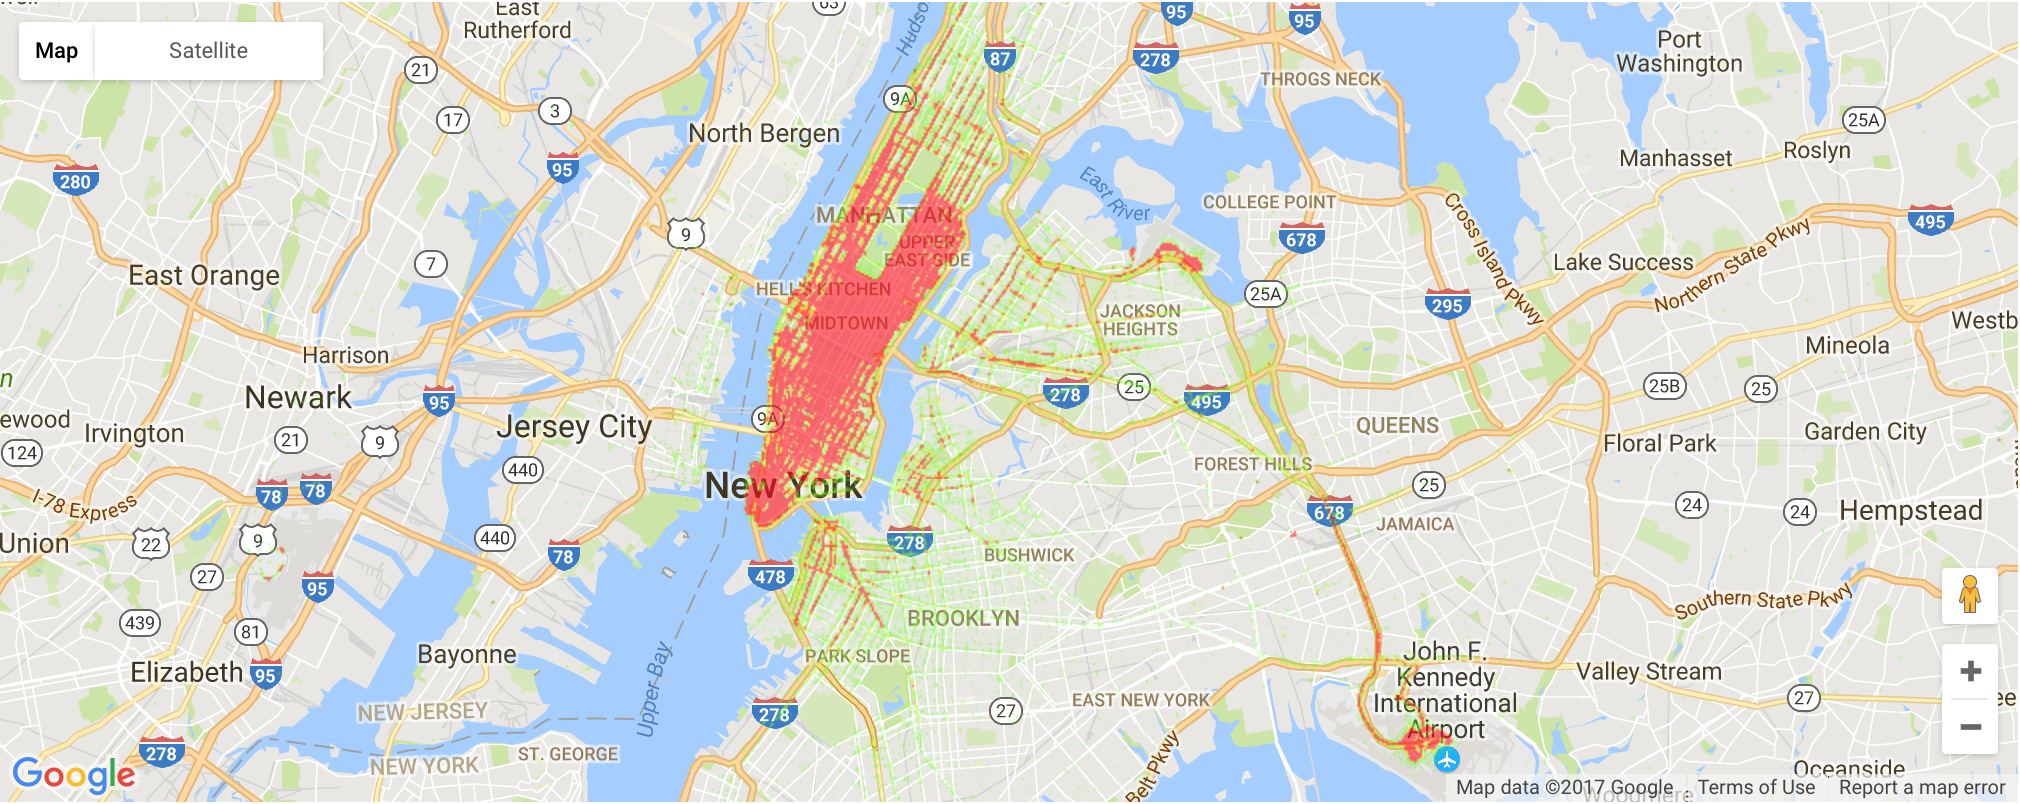 East
Rutherford
Hudso
63
95
95
Port
Washington
Map
Satellite
21
87
278
THROGS NECK
3
17
9A
25A
North Bergen
95
Manhasset
Roslyn
280
East River
COLLEGE POINT
Cross Island Pkwy
MANHATTAN
9
678
495
UPPER
EAST SIDE
Northern State Pkwy
7
East Orange
Lake Success
HELL'S KITCHEN
25A
295
MIDTOWN
JACKSON
HEIGHTS
Westb
Harrison
Mineola
n
Newark
95
278
25
495
25B
25
ewood
Irvington
21
9
Jersey City
9A
QUEENS
Floral Park
Garden City
124
440
FOREST HILLS
New York
25
I-78 Express
78
78
678
24
24
Hempstead
JAMAICA
Union
22
9
440
78
278
BUSHWICK
27
95
478
439
81
BROOKLYN
Southern State Pkwy
Elizabeth
95
Bayonne
Upper Bay
PARK SLOPE
John F.
Kennedy
International
Airport
Valley Stream
NEW JERSEY
278
27
EAST NEW YORK
27
ee
278
NEW YORK
ST. GEORGE
Belt Pkwy
Oceanside
Woodmere
Google
Map data ©2017 Google
Terms of Use
Report a map error